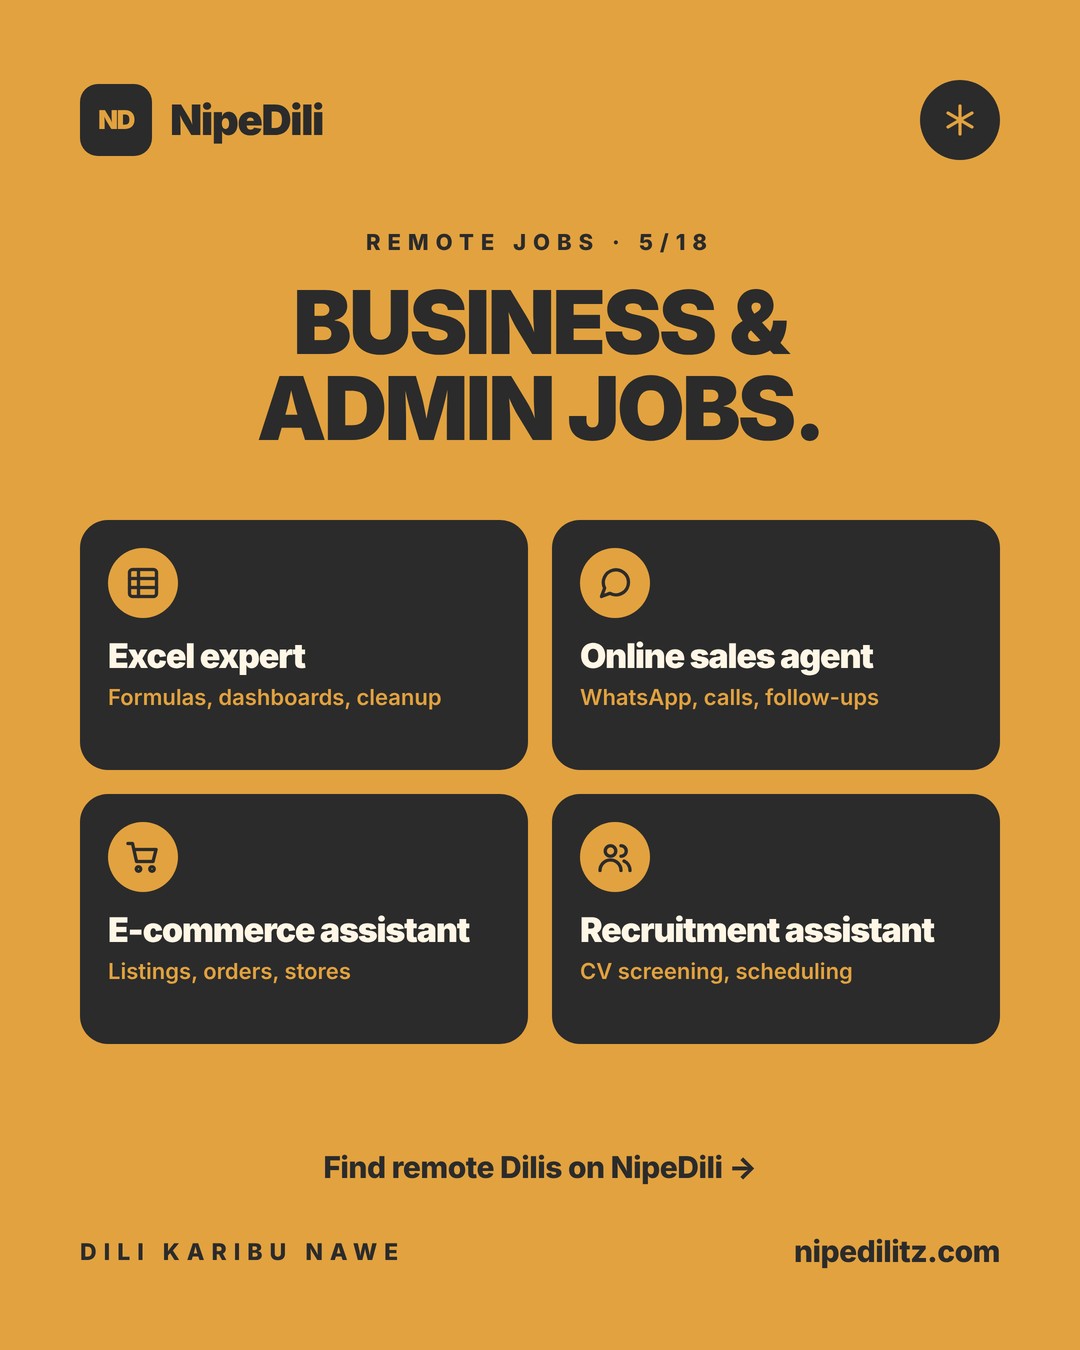 ND NipeDili
REMOTE JOBS · 5/18
BUSINESS &
ADMIN JOBS.
Excel expert
Formulas, dashboards, cleanup
Online sales agent
WhatsApp, calls, follow-ups
E-commerce assistant
Listings, orders, stores
Recruitment assistant
CV screening, scheduling
Find remote Dilis on NipeDili →
DILI KARIBU NAWE
nipedilitz.com